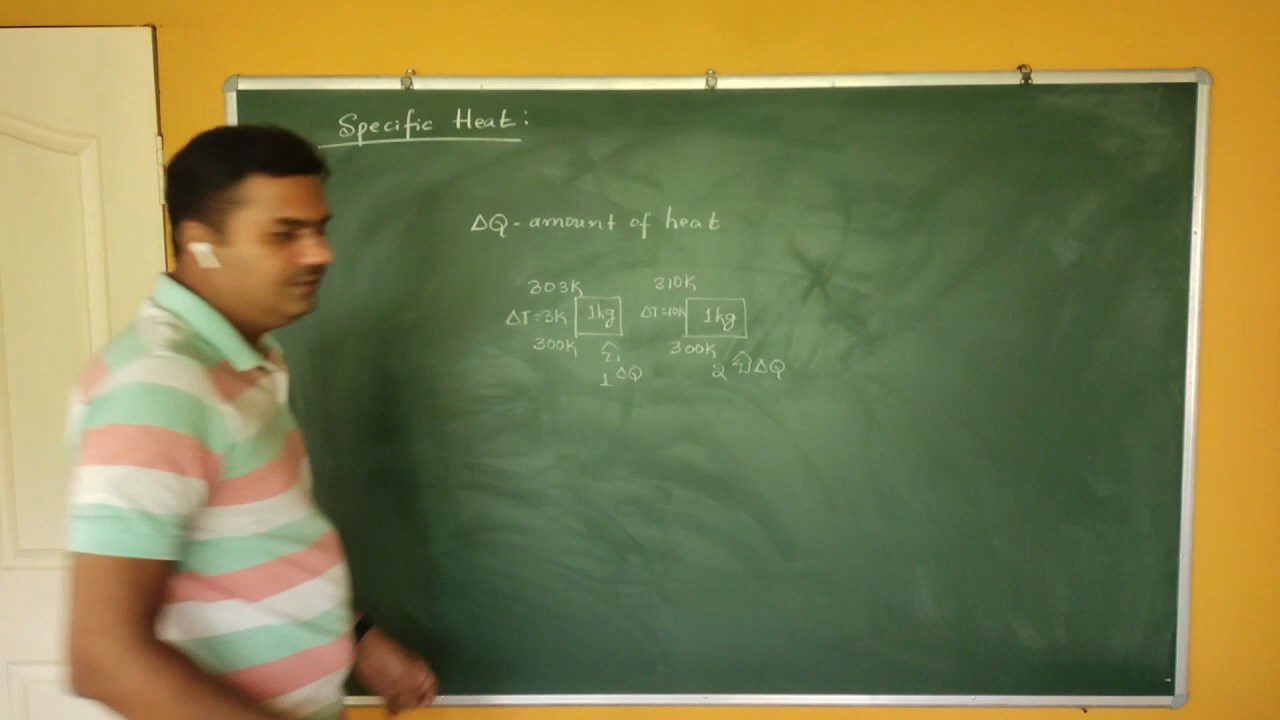 Specific Heat:
ΔQ - amount of heat
303K 310K
ΔT=3K 1kg ΔT=10K 1kg
300K 300K
1 ΔQ 2 ΔQ